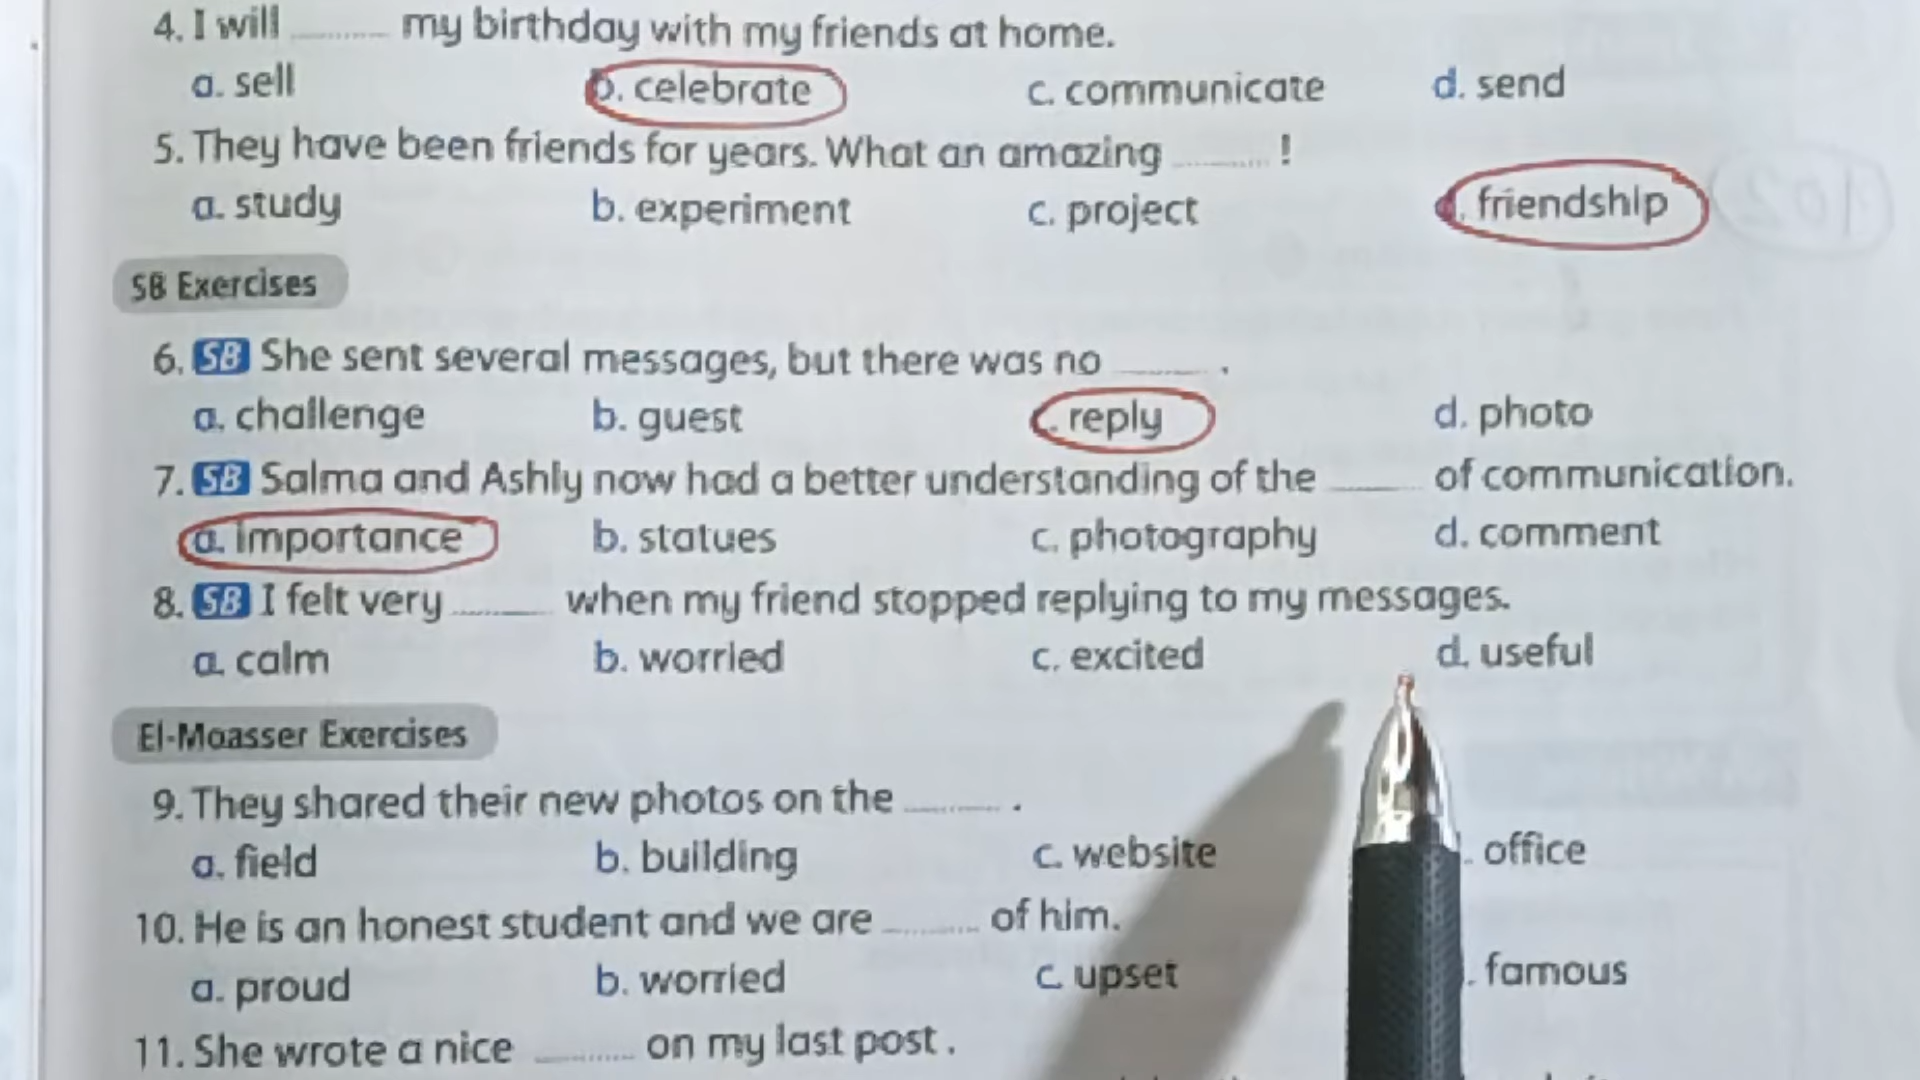 4. I will ......... my birthday with my friends at home.
a. sell b. celebrate c. communicate d. send
5. They have been friends for years. What an amazing ......... !
a. study b. experiment c. project d. friendship
SB Exercises
6. SB She sent several messages, but there was no ......... .
a. challenge b. guest c. reply d. photo
7. SB Salma and Ashly now had a better understanding of the ......... of communication.
a. importance b. statues c. photography d. comment
8. SB I felt very ......... when my friend stopped replying to my messages.
a. calm b. worried c. excited d. useful
El-Moasser Exercises
9. They shared their new photos on the ......... .
a. field b. building c. website . office
10. He is an honest student and we are ......... of him.
a. proud b. worried c. upset . famous
11. She wrote a nice ......... on my last post .